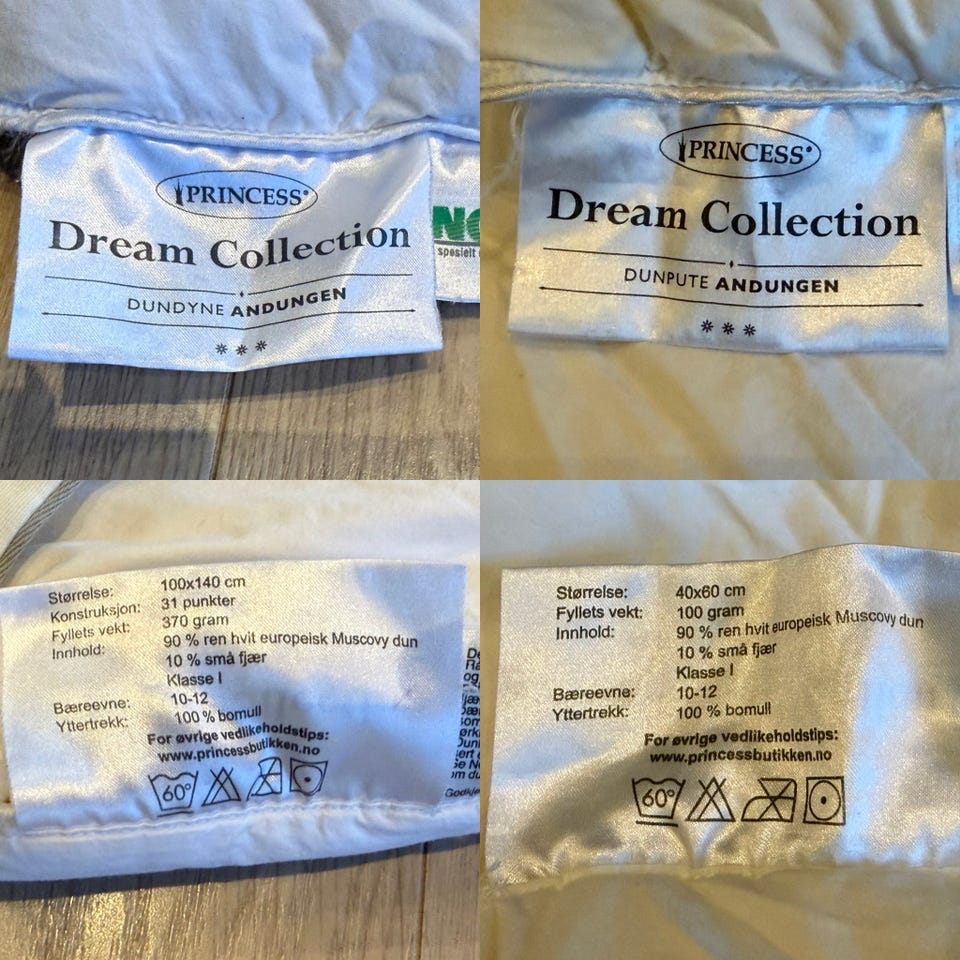 PRINCESS®
Dream Collection
DUNDYNE ANDUNGEN
spesielt
PRINCESS®
Dream Collection
DUNPUTE ANDUNGEN
Størrelse: 100x140 cm
Konstruksjon: 31 punkter
Fyllets vekt: 370 gram
Innhold: 90 % ren hvit europeisk Muscovy dun
10 % små fjær
Klasse I
Bæreevne: 10-12
Yttertrekk: 100 % bomull
For øvrige vedlikeholdstips:
www.princessbutikken.no
60°
Størrelse: 40x60 cm
Fyllets vekt: 100 gram
Innhold: 90 % ren hvit europeisk Muscovy dun
10 % små fjær
Klasse I
Bæreevne: 10-12
Yttertrekk: 100 % bomull
For øvrige vedlikeholdstips:
www.princessbutikken.no
60°